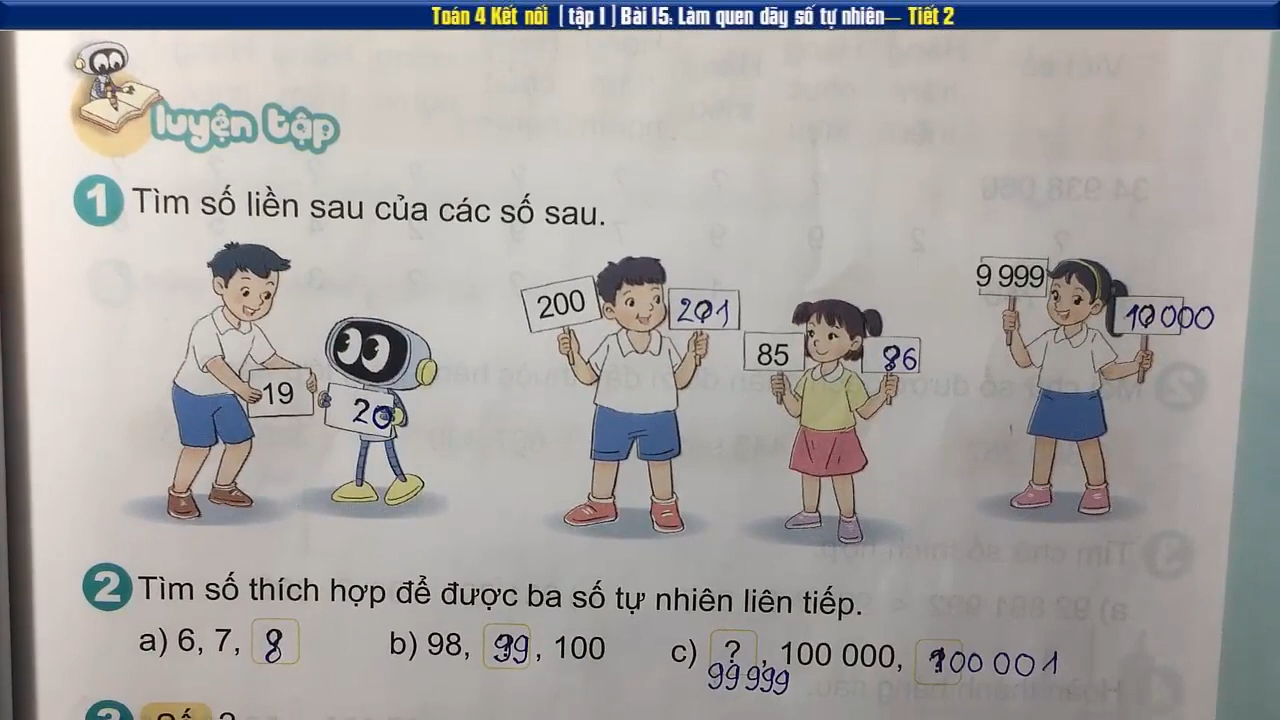 Toán 4 Kết nối ( tập 1 ) Bài 15: Làm quen dãy số tự nhiên– Tiết 2
luyện tập
1 Tìm số liền sau của các số sau.
19 20 200 201 85 86 9 999 10 000
2 Tìm số thích hợp để được ba số tự nhiên liên tiếp.
a) 6, 7, 8 b) 98, 99, 100 c) ?, 100 000, 100 001
99 999
3